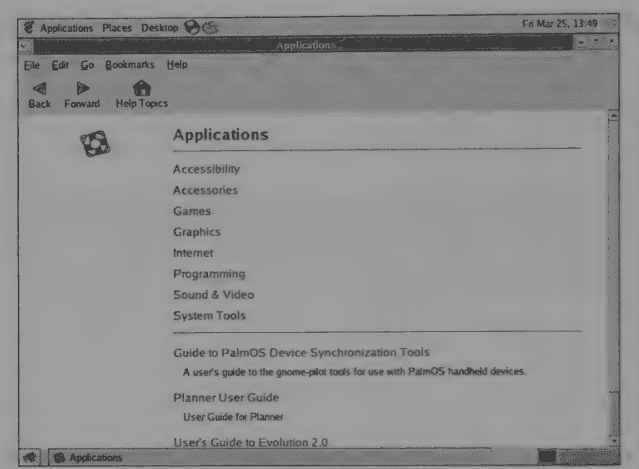 Applications Places Desktop Fri Mar 25, 13:49
Applications
File Edit Go Bookmarks Help
Back Forward Help Topics
Applications
Accessibility
Accessories
Games
Graphics
Internet
Programming
Sound & Video
System Tools
Guide to PalmOS Device Synchronization Tools
A user's guide to the gnome-pilot tools for use with PalmOS handheld devices.
Planner User Guide
User Guide for Planner
User's Guide to Evolution 2.0
Applications